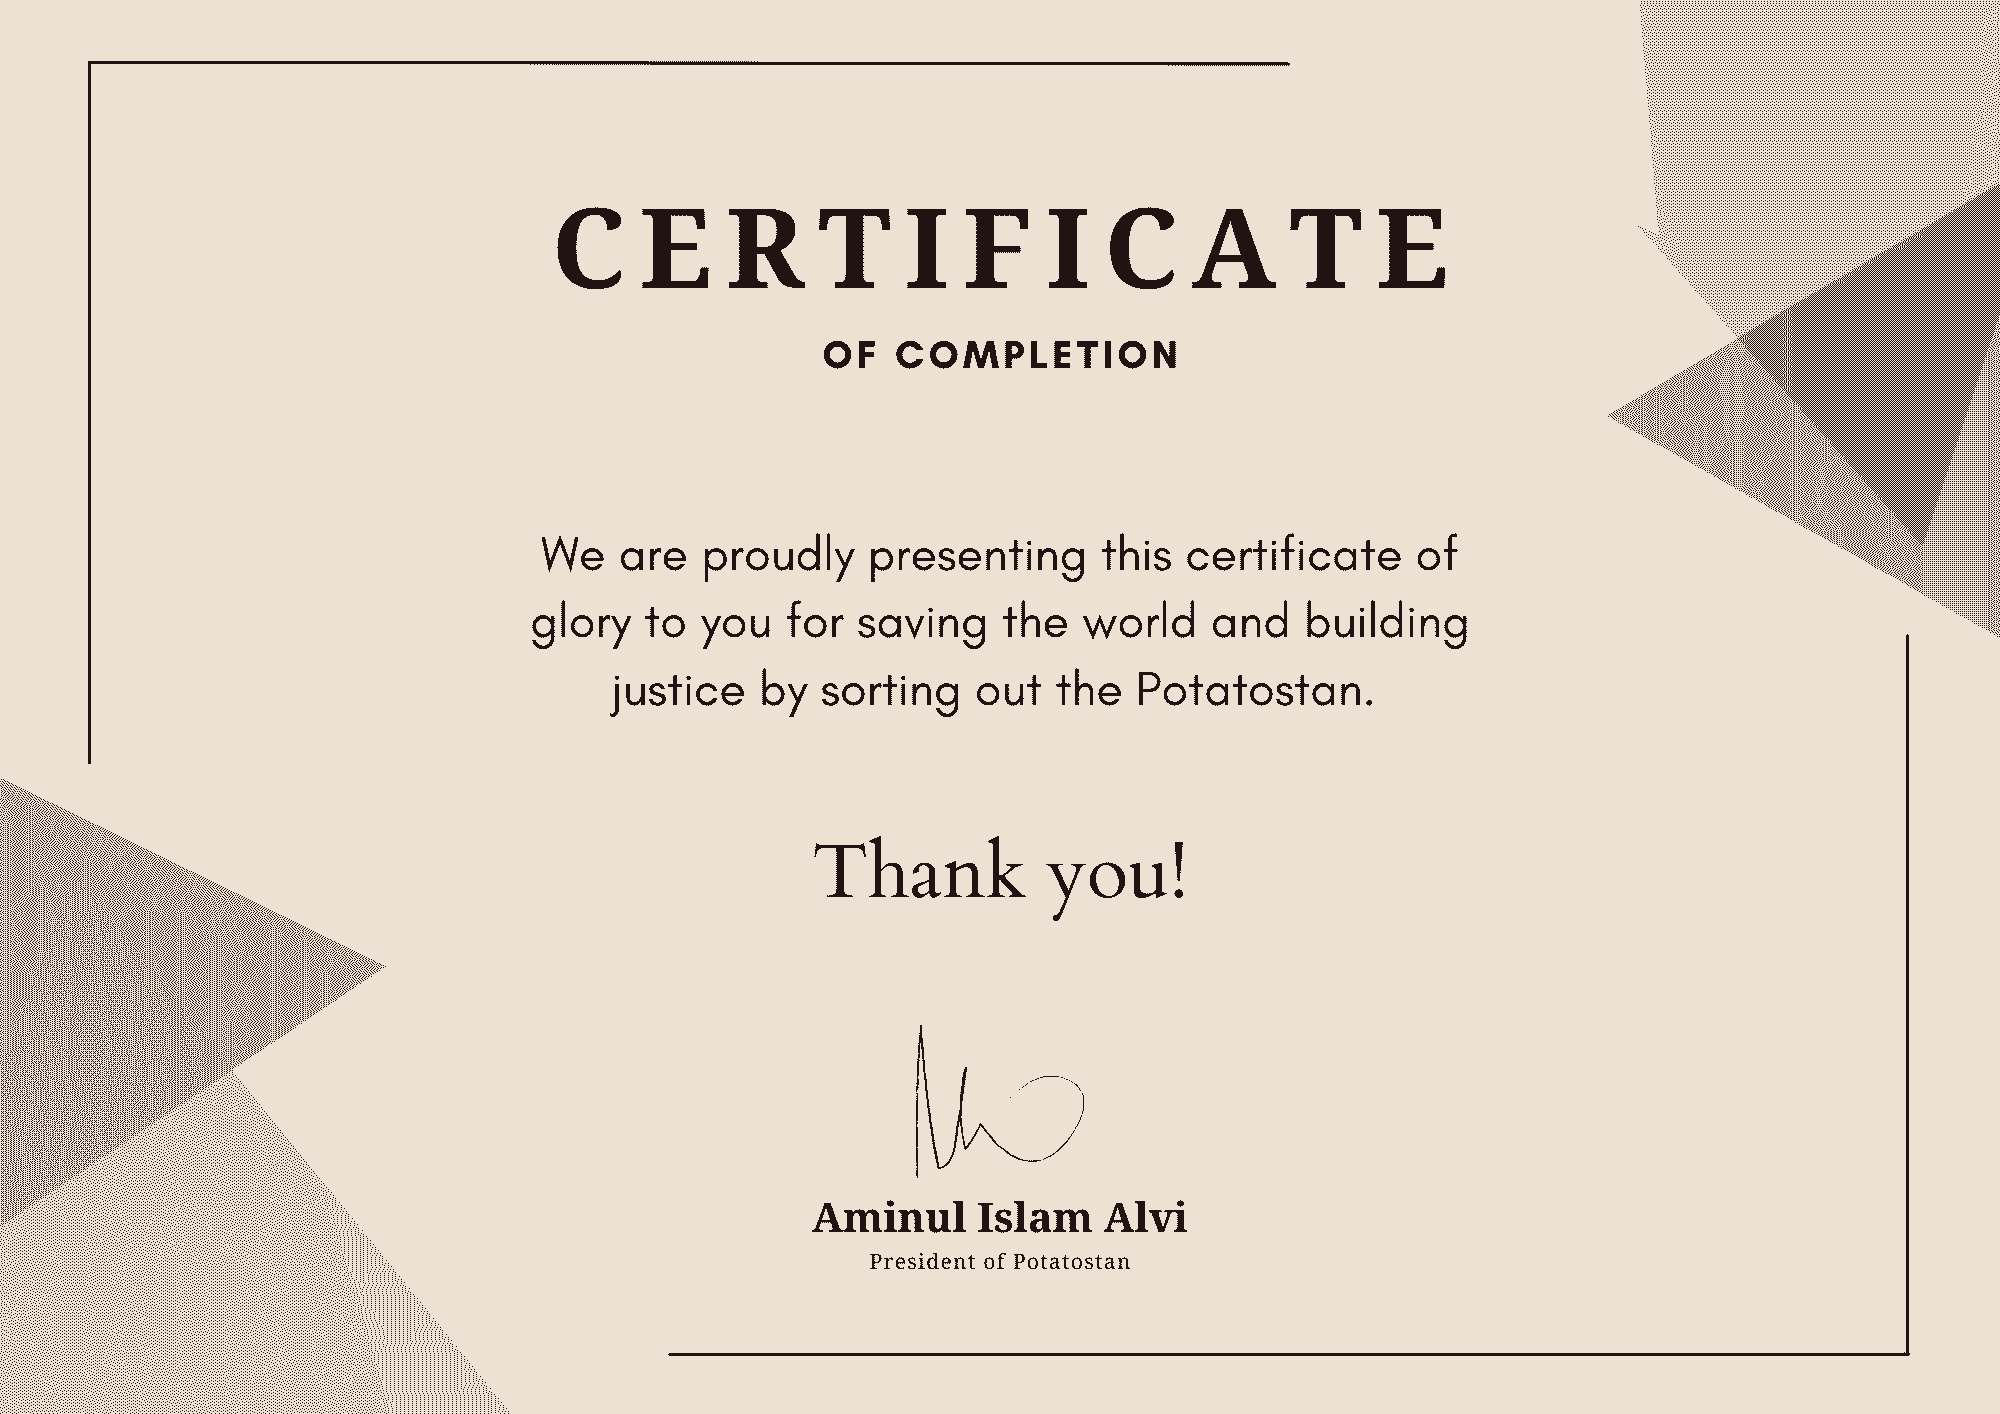 CERTIFICATE
OF COMPLETION
We are proudly presenting this certificate of
glory to you for saving the world and building
justice by sorting out the Potatostan.
Thank you!
Aminul Islam Alvi
President of Potatostan